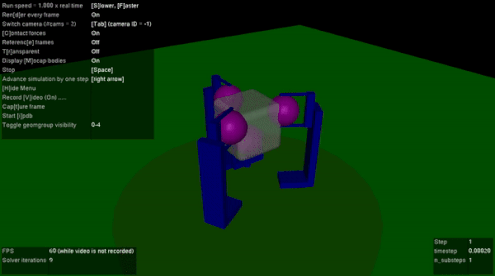 Run speed = 1.000 x real time [S]lower, [F]aster
Ren[d]er every frame On
Switch camera (#cams = 2) [Tab] (camera ID = -1)
[C]ontact forces On
Referenc[e] frames Off
T[r]ansparent Off
Display [M]ocap bodies On
Stop [Space]
Advance simulation by one step [right arrow]
[H]ide Menu
Record [V]ideo (On) .....
Cap[t]ure frame
Start [i]pdb
Toggle geomgroup visibility 0-4
FPS 60 (while video is not recorded)
Solver iterations 9
Step 1
timestep 0.00020
n_substeps 1